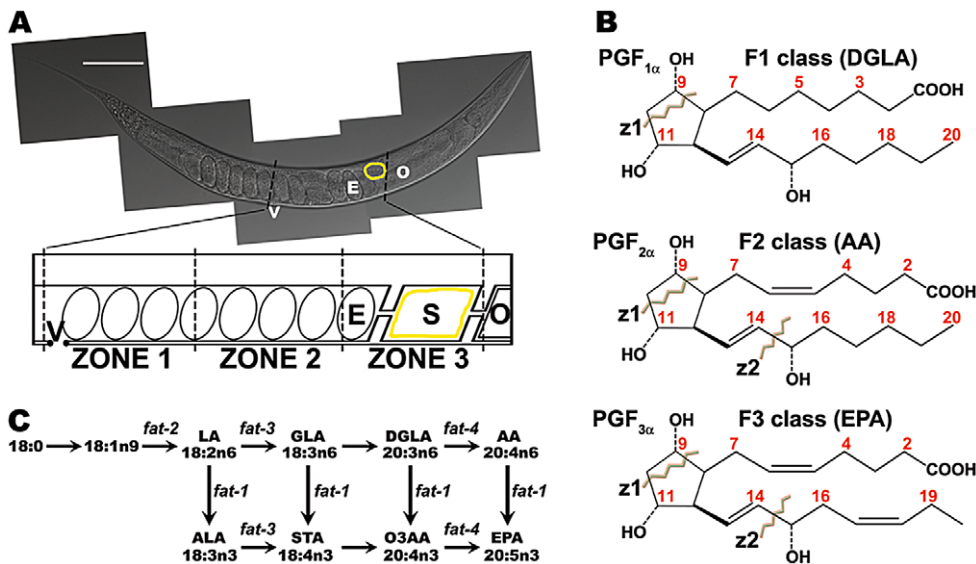 A
E
O
V
V
E
S
O
ZONE 1 ZONE 2 ZONE 3
B
PGF1α OH F1 class (DGLA)
9 7 5 3
COOH
z1
11 14 16 18 20
HO
OH
PGF2α OH F2 class (AA)
9 7 4 2
COOH
z1
11 14 16 18 20
HO
z2 OH
PGF3α OH F3 class (EPA)
9 7 4 2
COOH
z1
11 14 16 19
HO
z2 OH
C
fat-2 fat-3 fat-4
18:0 18:1n9 LA GLA DGLA AA
18:2n6 18:3n6 20:3n6 20:4n6
fat-1 fat-1 fat-1 fat-1
fat-3 fat-4
ALA STA O3AA EPA
18:3n3 18:4n3 20:4n3 20:5n3